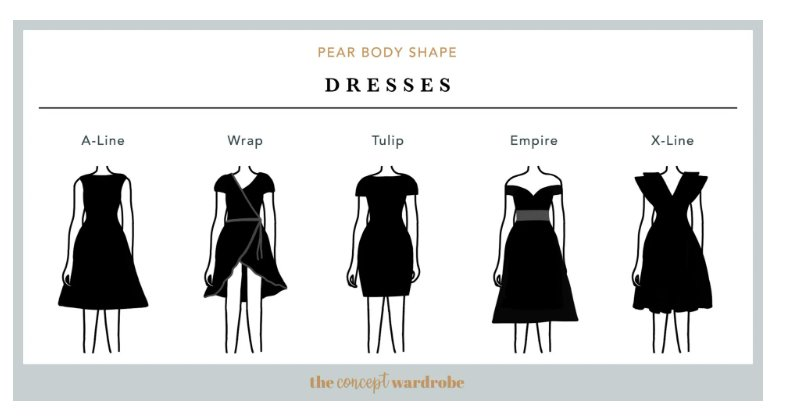 PEAR BODY SHAPE
DRESSES
A-Line Wrap Tulip Empire X-Line
the concept wardrobe